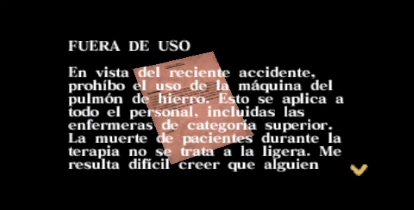 FUERA DE USO
En vista del reciente accidente,
prohíbo el uso de la máquina del
pulmón de hierro. Esto se aplica a
todo el personal, incluidas las
enfermeras de categoría superior.
La muerte de pacientes durante la
terapia no se trata a la ligera. Me
resulta difícil creer que alguien